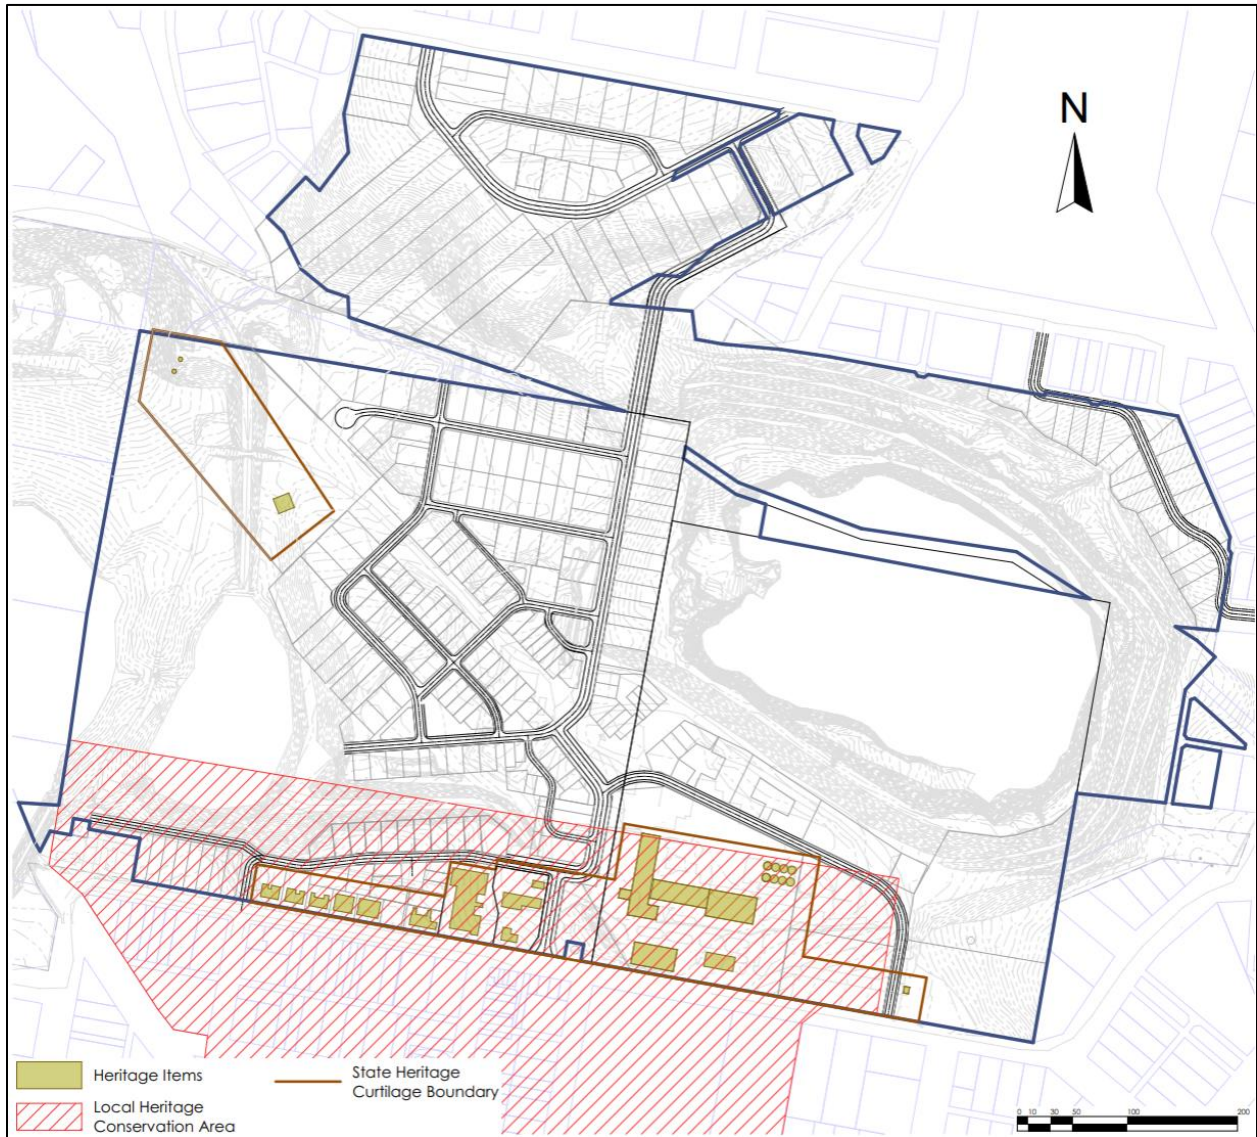 N
Heritage Items
State Heritage
Curtilage Boundary
Local Heritage
Conservation Area
0 10 30 50 100 200